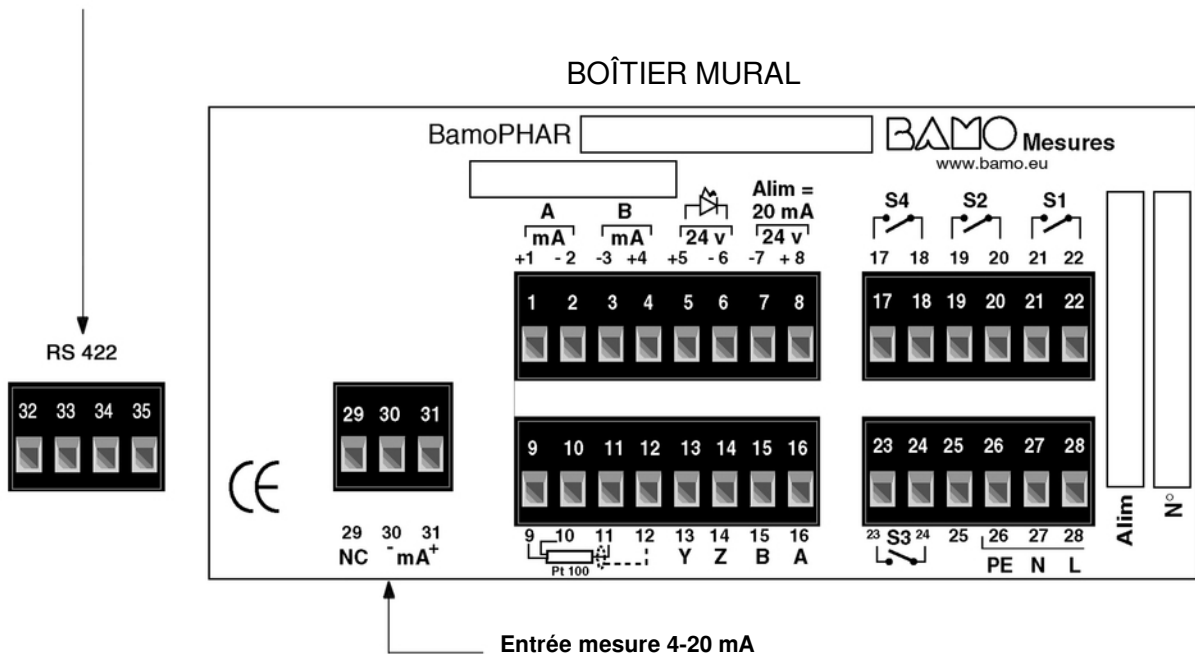 BOÎTIER MURAL
BamoPHAR
BAMO Mesures
www.bamo.eu
A B Alim =
20 mA
mA mA 24 v 24 v
+1 - 2 -3 +4 +5 - 6 -7 + 8
S4 S2 S1
17 18 19 20 21 22
1 2 3 4 5 6 7 8
17 18 19 20 21 22
RS 422
32 33 34 35
29 30 31
9 10 11 12 13 14 15 16
23 24 25 26 27 28
CE
29 30 31
NC - mA +
9 10 11 12 13 14 15 16
Pt 100 Y Z B A
23 S3 24 25 26 27 28
PE N L
Alim
N°
Entrée mesure 4-20 mA